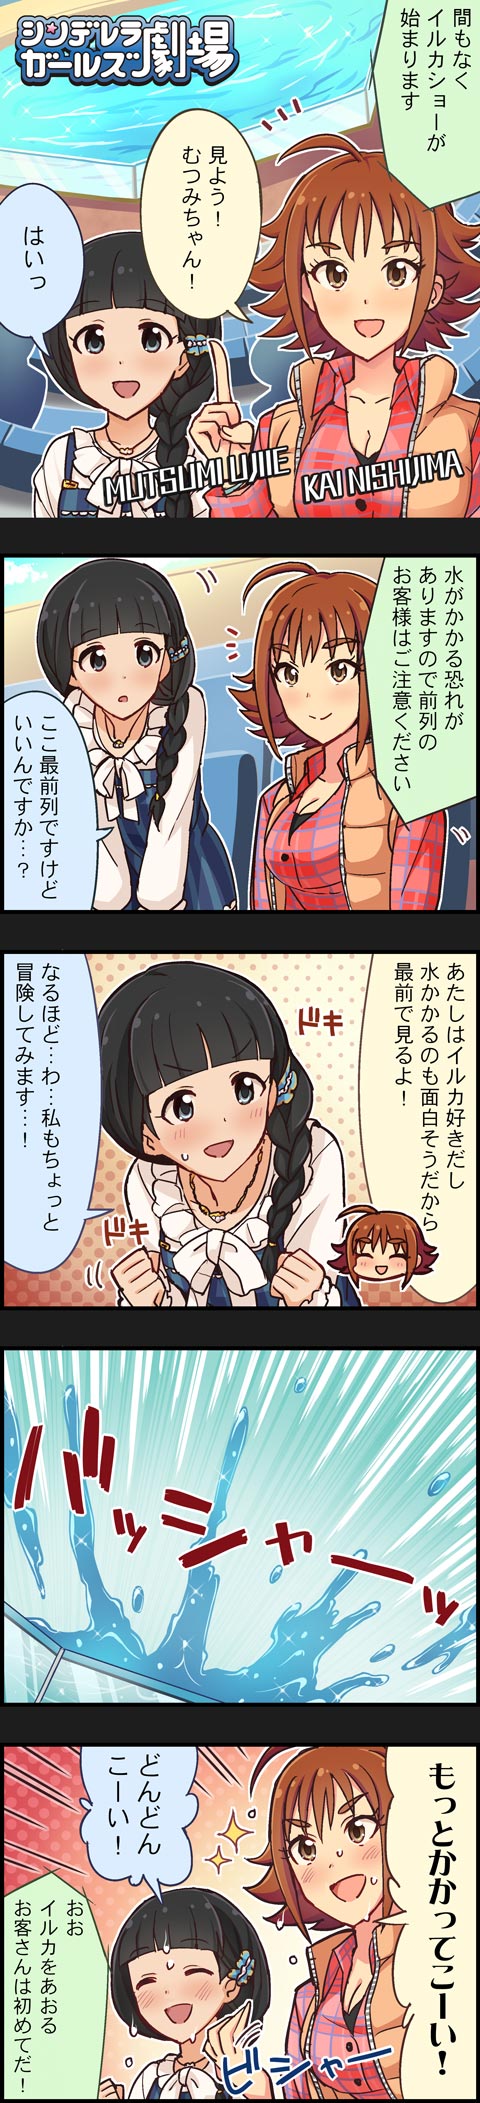 シンデレラ
ガールズ劇場
間もなく
イルカショーが
始まります
見よう！
むつみちゃん！
はいっ
MUTSUMI UJIIE
KAI NISHIJIMA
水がかかる恐れが
ありますので前列の
お客様はご注意ください
ここ最前列ですけど
いいんですか…？
あたしはイルカ好きだし
水かかるのも面白そうだから
最前で見るよ！
ドキ
なるほど…わ…私もちょっと
冒険してみます…！
ドキ
バッシャーッ
もっとかかってこーい！
どんどん
こーい！
おお
イルカをあおる
お客さんは初めてだ！
ビシャー